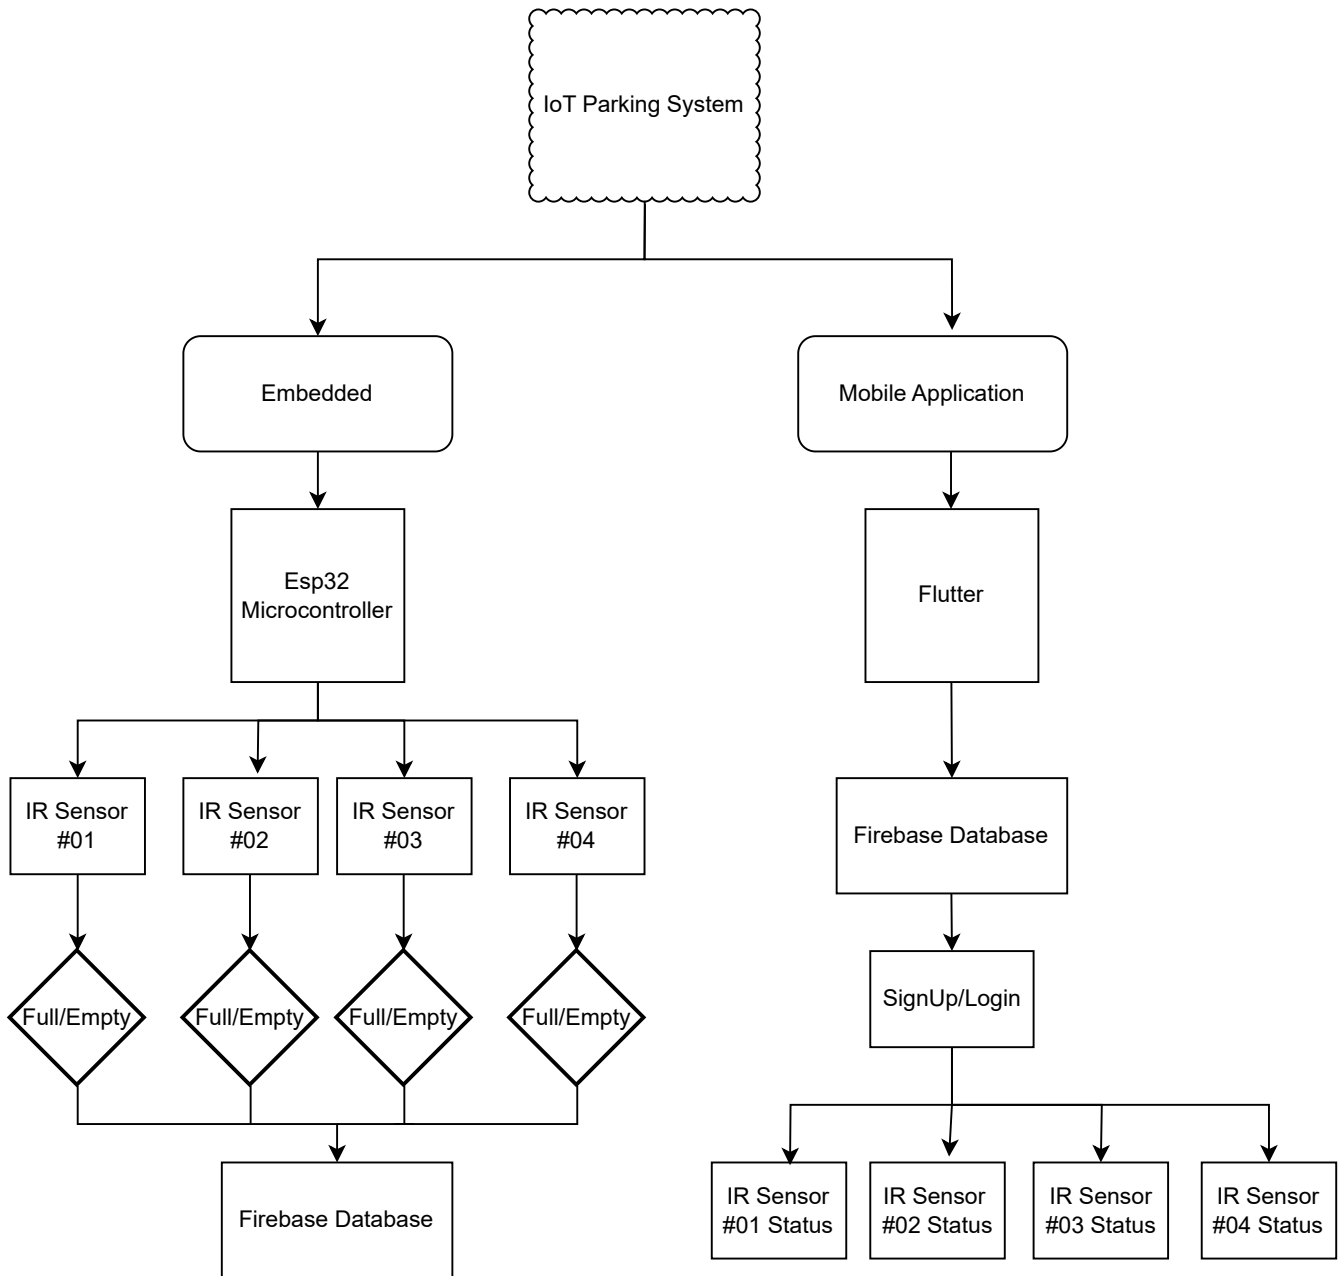 IoT Parking System
Embedded
Mobile Application
Esp32
Microcontroller
Flutter
IR Sensor
#01
IR Sensor
#02
IR Sensor
#03
IR Sensor
#04
Firebase Database
Full/Empty
Full/Empty
Full/Empty
Full/Empty
SignUp/Login
Firebase Database
IR Sensor
#01 Status
IR Sensor
#02 Status
IR Sensor
#03 Status
IR Sensor
#04 Status